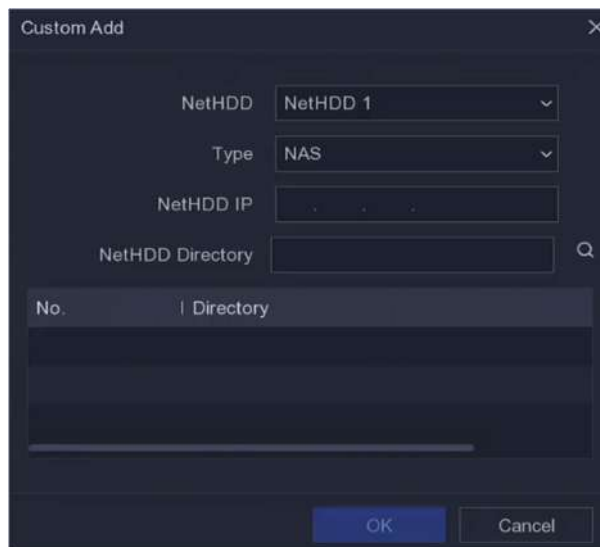 Custom Add
NetHDD NetHDD 1
Type NAS
NetHDD IP . . .
NetHDD Directory
No. Directory
OK Cancel